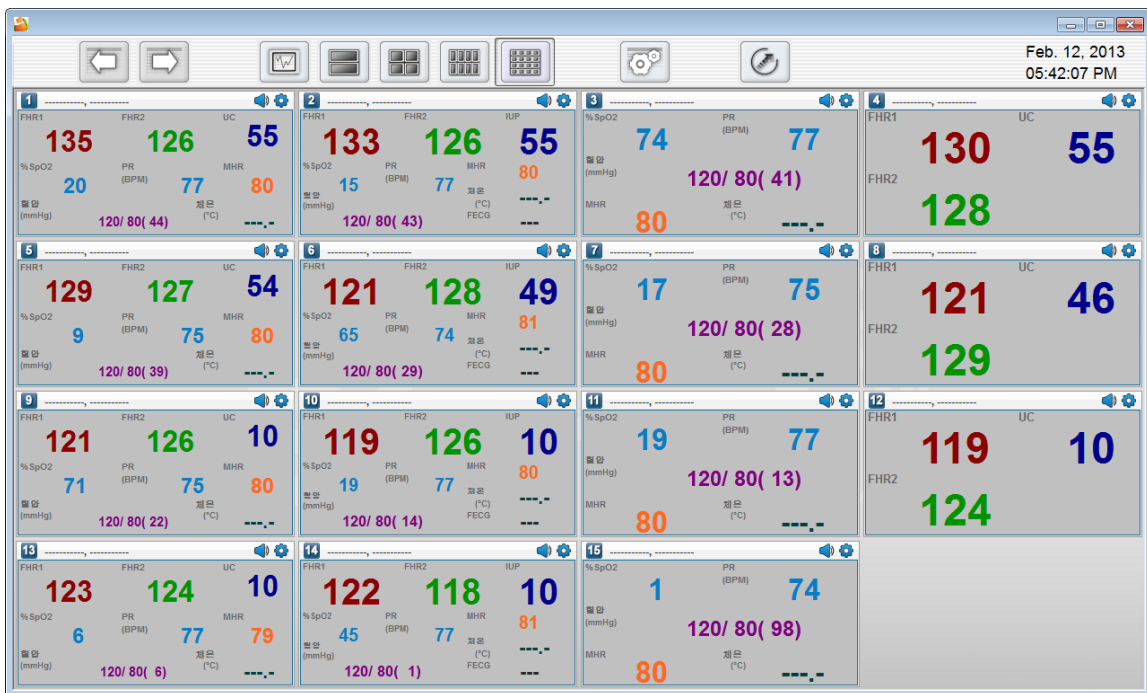 Feb. 12, 2013
05:42:07 PM
1 -----------, -----------
FHR1 FHR2 UC
135 126 55
%SpO2 PR (BPM) MHR
20 77 80
혈압 (mmHg) 체온 (°C)
120/ 80( 44) ---.-
2 -----------, -----------
FHR1 FHR2 IUP
133 126 55
%SpO2 PR (BPM) MHR
15 77 80
혈압 (mmHg) 체온 (°C) ---.-
120/ 80( 43) FECG ---
3 -----------, -----------
%SpO2 PR (BPM)
74 77
혈압 (mmHg)
120/ 80( 41)
MHR 체온 (°C)
80 ---.-
4 -----------, -----------
FHR1 UC
130 55
FHR2
128
5 -----------, -----------
FHR1 FHR2 UC
129 127 54
%SpO2 PR (BPM) MHR
9 75 80
혈압 (mmHg) 체온 (°C)
120/ 80( 39) ---.-
6 -----------, -----------
FHR1 FHR2 IUP
121 128 49
%SpO2 PR (BPM) MHR
65 74 81
혈압 (mmHg) 체온 (°C) ---.-
120/ 80( 29) FECG ---
7 -----------, -----------
%SpO2 PR (BPM)
17 75
혈압 (mmHg)
120/ 80( 28)
MHR 체온 (°C)
80 ---.-
8 -----------, -----------
FHR1 UC
121 46
FHR2
129
9 -----------, -----------
FHR1 FHR2 UC
121 126 10
%SpO2 PR (BPM) MHR
71 75 80
혈압 (mmHg) 체온 (°C)
120/ 80( 22) ---.-
10 -----------, -----------
FHR1 FHR2 IUP
119 126 10
%SpO2 PR (BPM) MHR
19 77 80
혈압 (mmHg) 체온 (°C) ---.-
120/ 80( 14) FECG ---
11 -----------, -----------
%SpO2 PR (BPM)
19 77
혈압 (mmHg)
120/ 80( 13)
MHR 체온 (°C)
80 ---.-
12 -----------, -----------
FHR1 UC
119 10
FHR2
124
13 -----------, -----------
FHR1 FHR2 UC
123 124 10
%SpO2 PR (BPM) MHR
6 77 79
혈압 (mmHg) 체온 (°C)
120/ 80( 6) ---.-
14 -----------, -----------
FHR1 FHR2 IUP
122 118 10
%SpO2 PR (BPM) MHR
45 77 81
혈압 (mmHg) 체온 (°C) ---.-
120/ 80( 1) FECG ---
15 -----------, -----------
%SpO2 PR (BPM)
1 74
혈압 (mmHg)
120/ 80( 98)
MHR 체온 (°C)
80 ---.-